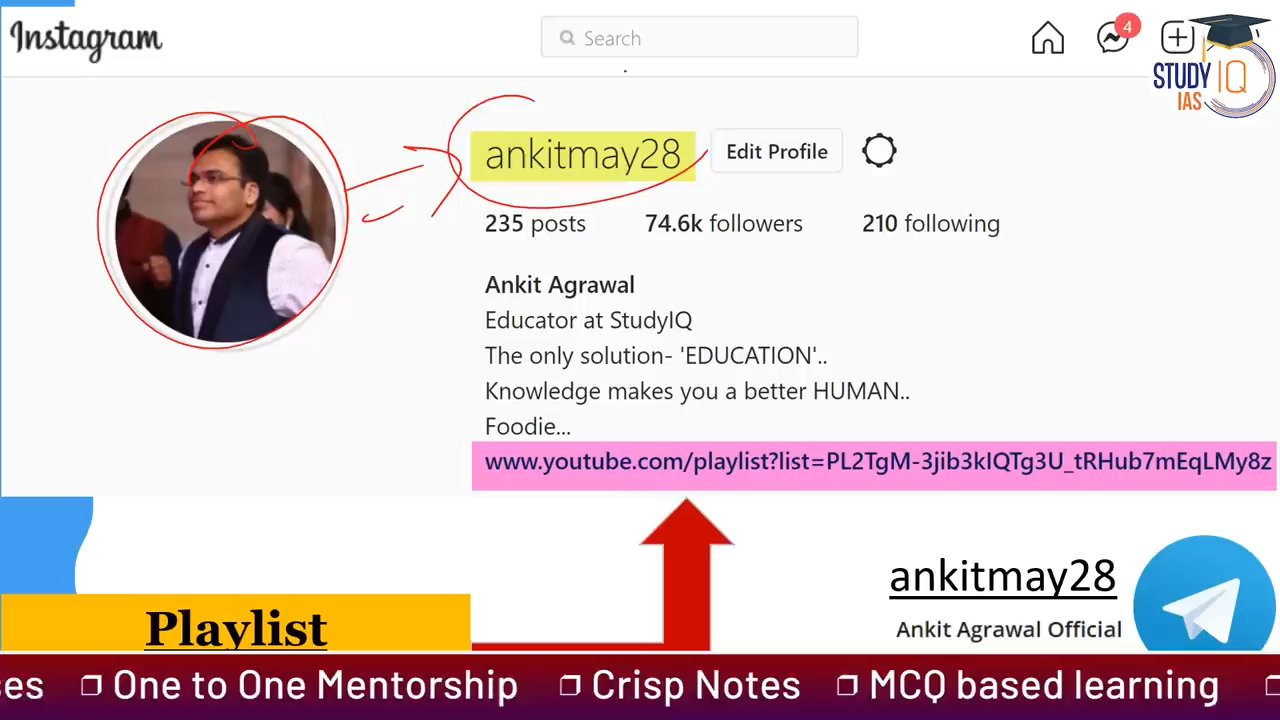 Instagram
Search
4
STUDY IQ
IAS
ankitmay28
Edit Profile
235 posts 74.6k followers 210 following
Ankit Agrawal
Educator at StudyIQ
The only solution- 'EDUCATION'..
Knowledge makes you a better HUMAN..
Foodie...
www.youtube.com/playlist?list=PL2TgM-3jib3kIQTg3U_tRHub7mEqLMy8z
ankitmay28
Ankit Agrawal Official
Playlist
ses ❐ One to One Mentorship ❐ Crisp Notes ❐ MCQ based learning ❐